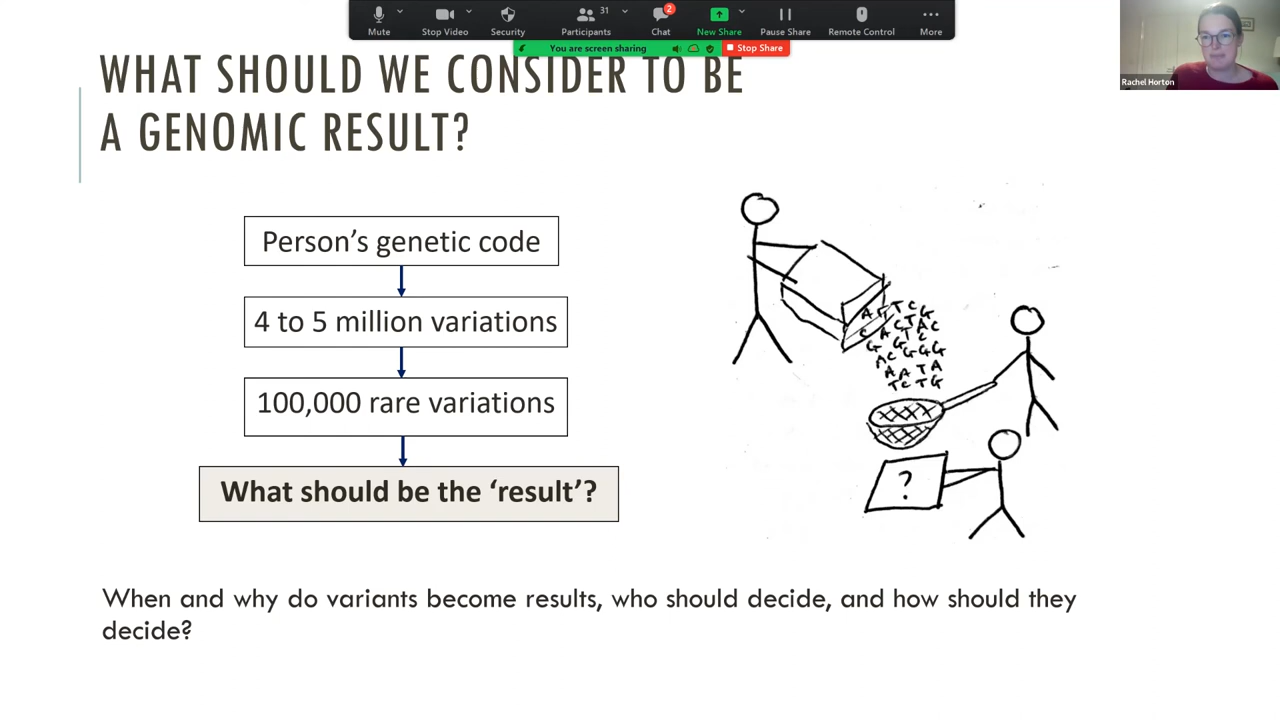 31
2
Mute
Stop Video
Security
Participants
Chat
New Share
Pause Share
Remote Control
More
You are screen sharing
Stop Share
Rachel Horton
WHAT SHOULD WE CONSIDER TO BE
A GENOMIC RESULT?
Person’s genetic code
4 to 5 million variations
100,000 rare variations
What should be the ‘result’?
A G T C G
C A C T A C
G G T C
A C G G G
A A T A
T C T G
?
When and why do variants become results, who should decide, and how should they
decide?